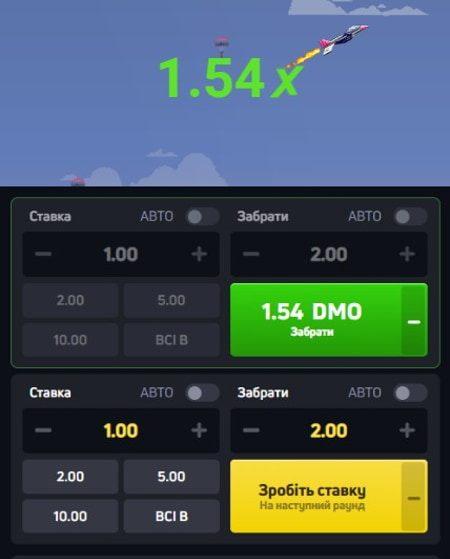 1.54x
Ставка АВТО Забрати АВТО
− 1.00 + − 2.00 +
2.00 5.00
1.54 DMO
Забрати
−
10.00 ВСІ В
Ставка АВТО Забрати АВТО
− 1.00 + − 2.00 +
2.00 5.00
Зробіть ставку
На наступний раунд
−
10.00 ВСІ В